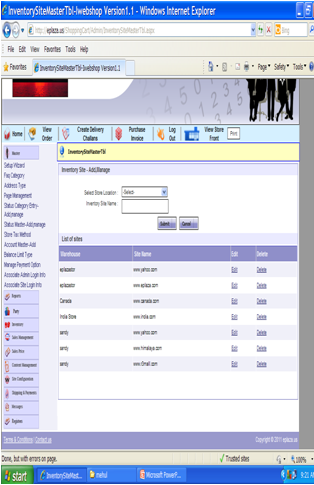 InventorySiteMasterTbl-Iwebshop Version1.1 - Windows Internet Explorer
http://eplaza.us/ShoppingCart/Admin/InventorySiteMasterTbl.aspx
Bing
File Edit View Favorites Tools Help
Favorites InventorySiteMasterTbl-Iwebshop Version1.1
Page Safety Tools
Home View Order Create Delivery Challans Purchase Invoice Log Out View Store Front Print
Master
InventorySiteMasterTbl
Setup Wizard
Faq Category
Address Type
Page Management
Status Category Entry-Add,manage
Status Master-Add,manage
Store Tax Method
Account Master-Add
Balance Limit Type
Manage Payment Option
Associate Admin Login Info
Associate Site Login Info
Reports
Party
Inventory
Sales Management
Sales Price
Content Management
Site Configuration
Shipping & Payments
Messages
Inventory Site - Add,Manage
Select Store Location -Select-
Inventory Site Name
Submit Cancel
List of sites
Warehouse Site Name Edit Delete
eplazastor www.yahoo.com Edit Delete
eplazastor www.eplaza.com Edit Delete
Canada www.canada.com Edit Delete
India Store www.india.com Edit Delete
sandy www.yahoo.com Edit Delete
sandy www.himalaya.com Edit Delete
sandy www.Gmail.com Edit Delete
Terms & Conditions | Contact us Copyright © 2011 eplaza.us
Done, but with errors on page. Trusted sites 100%
start InventorySiteMast... mehul Microsoft PowerP... 9:21 AM